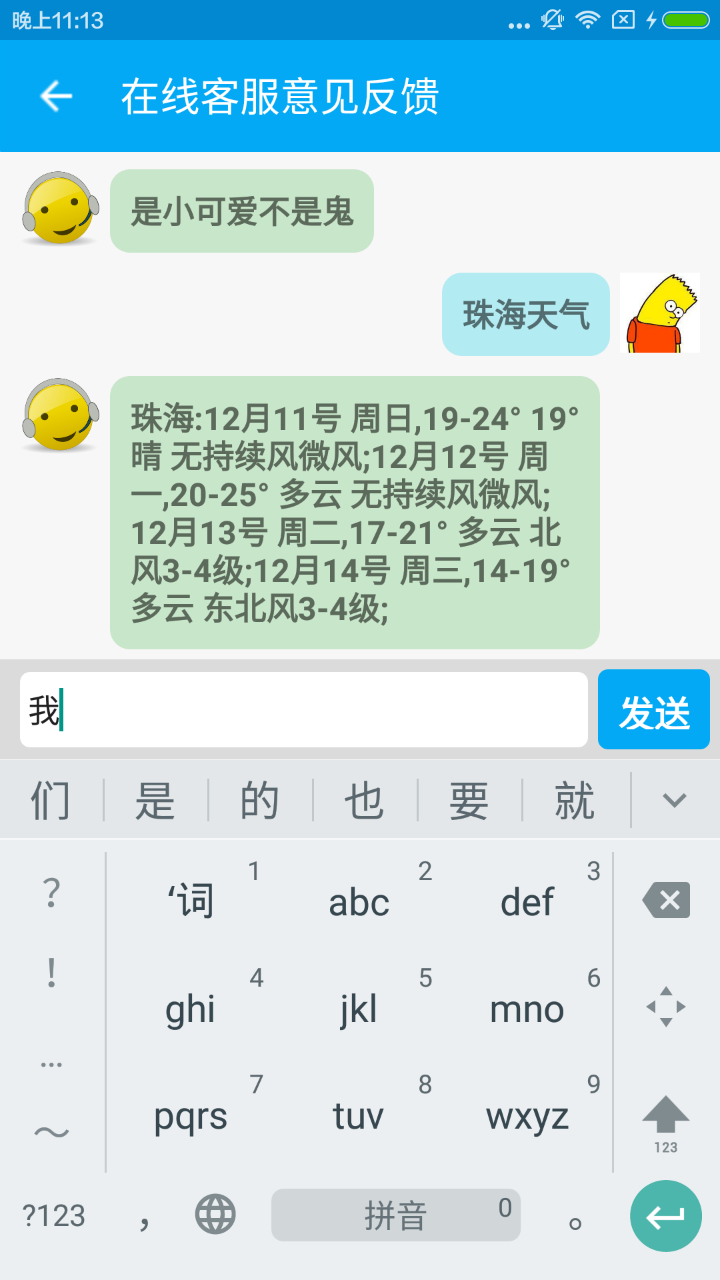 晚上11:13
在线客服意见反馈
是小可爱不是鬼
珠海天气
珠海:12月11号 周日,19-24° 19°
晴 无持续风微风;12月12号 周
一,20-25° 多云 无持续风微风;
12月13号 周二,17-21° 多云 北
风3-4级;12月14号 周三,14-19°
多云 东北风3-4级;
我
发送
们 是 的 也 要 就
? ‘词 1 abc 2 def 3
! ghi 4 jkl 5 mno 6
... pqrs 7 tuv 8 wxyz 9
～ 123
?123 ， 拼音 0 。